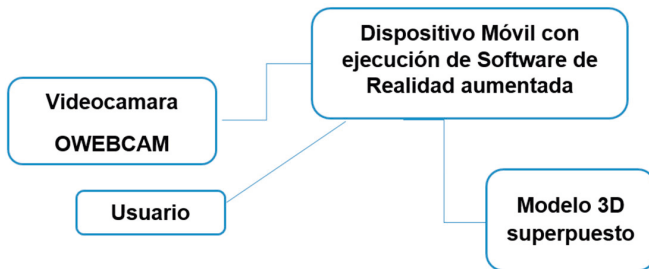 Dispositivo Móvil con
ejecución de Software de
Realidad aumentada
Videocamara
OWEBCAM
Usuario
Modelo 3D
superpuesto